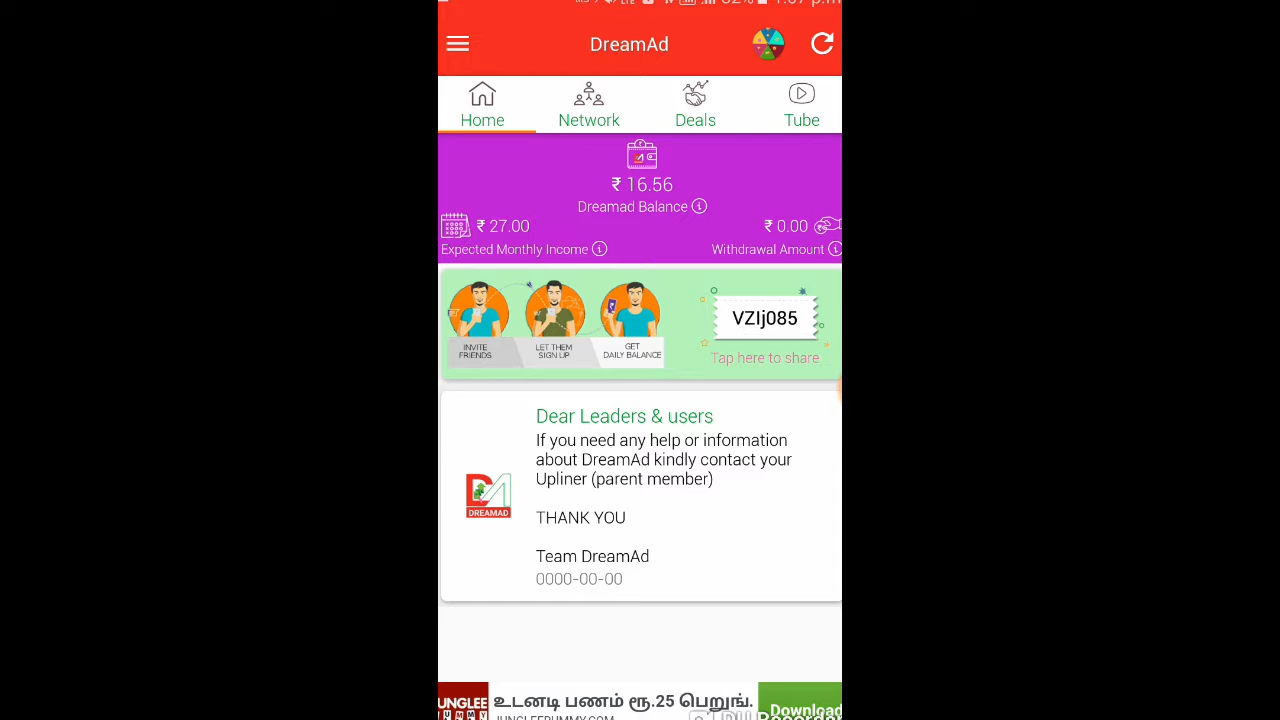 DreamAd
Home
Network
Deals
Tube
₹ 16.56
Dreamad Balance
₹ 27.00
₹ 0.00
Expected Monthly Income
Withdrawal Amount
INVITE
FRIENDS
LET THEM
SIGN UP
GET
DAILY BALANCE
VZIj085
Tap here to share
Dear Leaders & users
If you need any help or information
about DreamAd kindly contact your
Upliner (parent member)
THANK YOU
DREAMAD
Team DreamAd
0000-00-00
உடனடி பணம் ரூ.25 பெறுங்.
Download